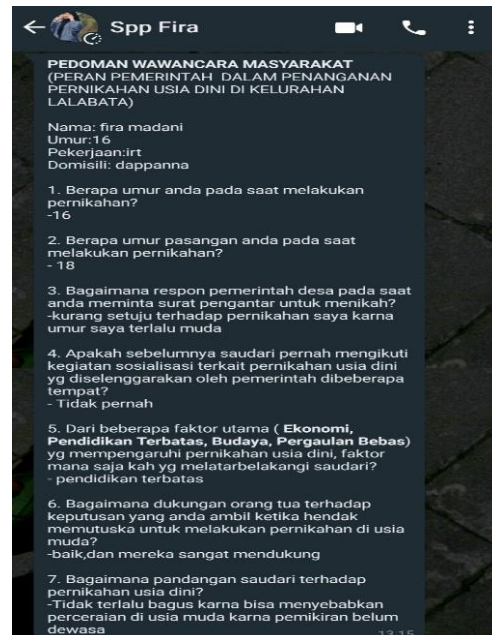 Spp Fira
PEDOMAN WAWANCARA MASYARAKAT
(PERAN PEMERINTAH DALAM PENANGANAN
PERNIKAHAN USIA DINI DI KELURAHAN
LALABATA)
Nama: fira madani
Umur:16
Pekerjaan:irt
Domisili: dappanna
1. Berapa umur anda pada saat melakukan
pernikahan?
-16
2. Berapa umur pasangan anda pada saat
melakukan pernikahan?
- 18
3. Bagaimana respon pemerintah desa pada saat
anda meminta surat pengantar untuk menikah?
-kurang setuju terhadap pernikahan saya karna
umur saya terlalu muda
4. Apakah sebelumnya saudari pernah mengikuti
kegiatan sosialisasi terkait pernikahan usia dini
yg diselenggarakan oleh pemerintah dibeberapa
tempat?
- Tidak pernah
5. Dari beberapa faktor utama ( Ekonomi,
Pendidikan Terbatas, Budaya, Pergaulan Bebas)
yg mempengaruhi pernikahan usia dini, faktor
mana saja kah yg melatarbelakangi saudari?
- pendidikan terbatas
6. Bagaimana dukungan orang tua terhadap
keputusan yang anda ambil ketika hendak
memutuska untuk melakukan pernikahan di usia
muda?
-baik,dan mereka sangat mendukung
7. Bagaimana pandangan saudari terhadap
pernikahan usia dini?
-Tidak terlalu bagus karna bisa menyebabkan
perceraian di usia muda karna pemikiran belum
dewasa
13.15